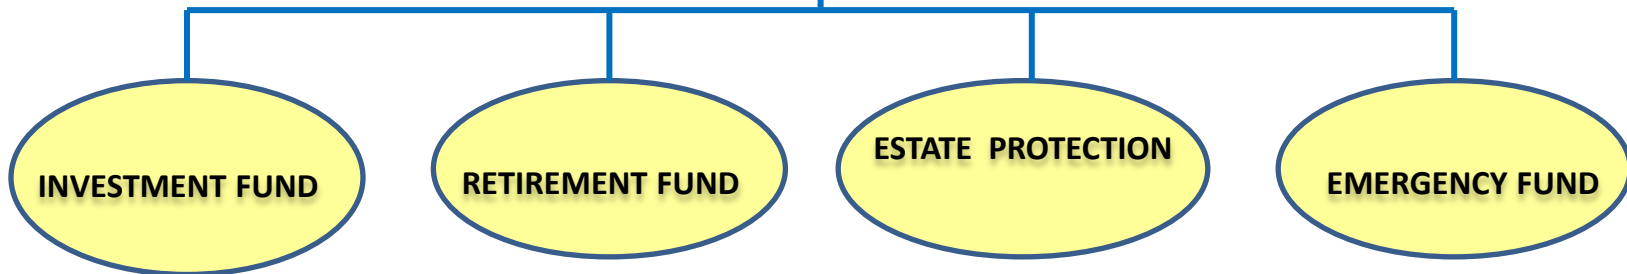 INVESTMENT FUND
RETIREMENT FUND
ESTATE  PROTECTION
EMERGENCY FUND